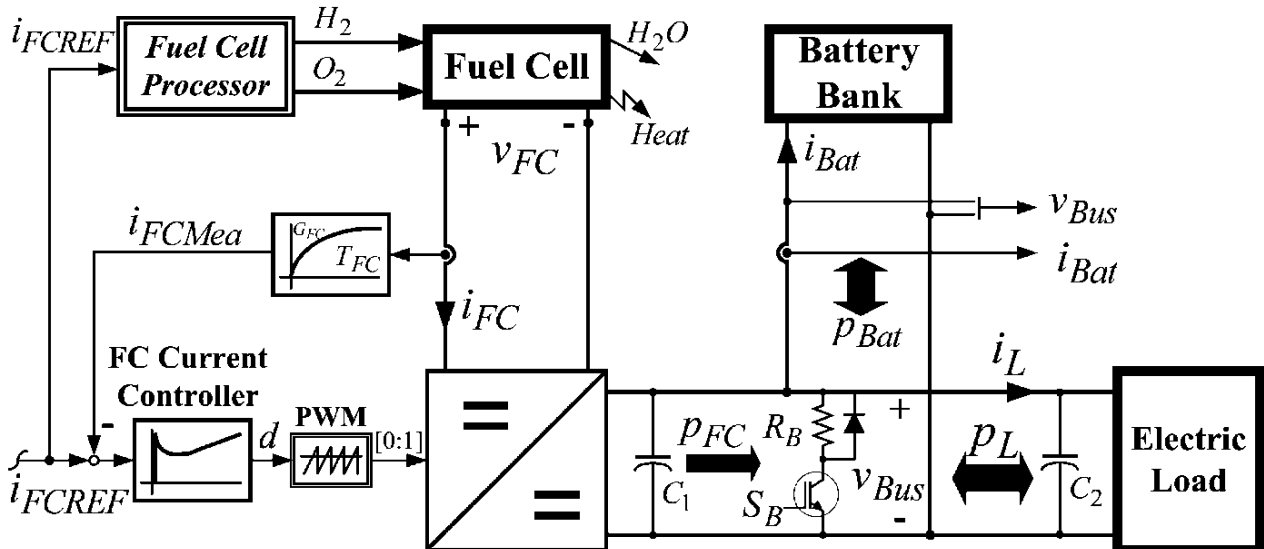 i_FCREF
Fuel Cell
Processor
H_2
O_2
Fuel Cell
H_2O
Heat
+ -
v_FC
Battery
Bank
i_Bat
v_Bus
i_Bat
p_Bat
i_FCMea
G_FC
T_FC
i_FC
FC Current
Controller
-
d
PWM
[0:1]
i_FCREF
=
=
C_1
p_FC
R_B
S_B
+
v_Bus
-
i_L
p_L
C_2
Electric
Load